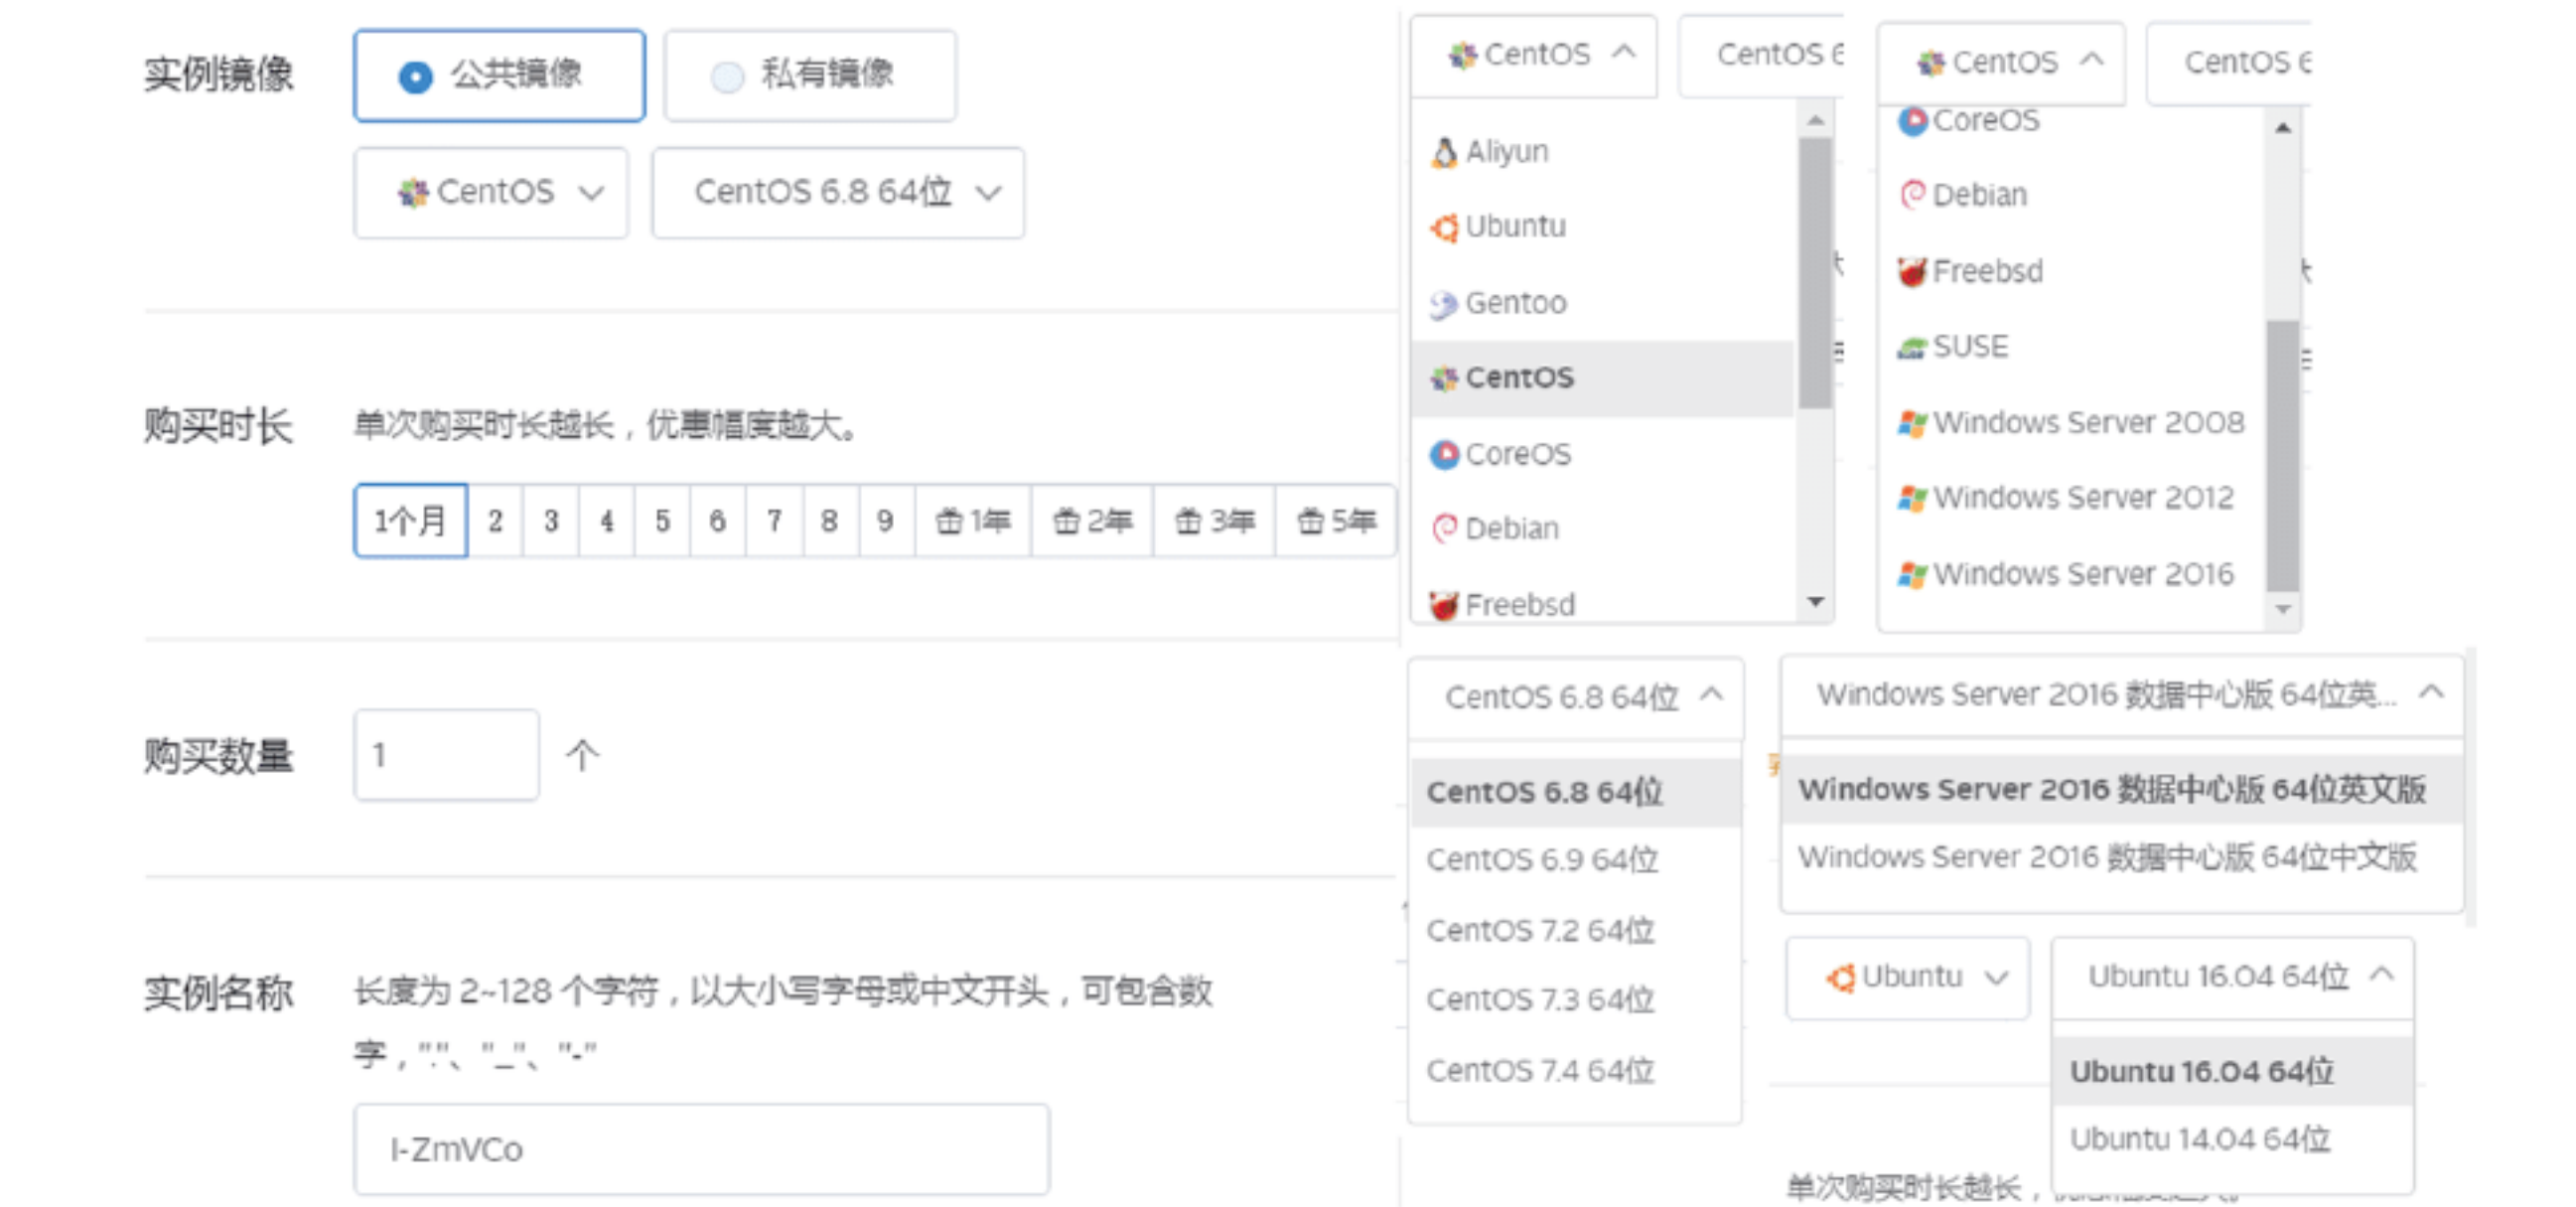 实例镜像
公共镜像
私有镜像
CentOS
CentOS 6.8 64位
购买时长
单次购买时长越长，优惠幅度越大。
1个月 2 3 4 5 6 7 8 9 1年 2年 3年 5年
购买数量
1 个
实例名称
长度为 2~128 个字符，以大小写字母或中文开头，可包含数
字，"."、"_"、"-"
I-ZmVCo
CentOS
CentOS 6
Aliyun
Ubuntu
Gentoo
CentOS
CoreOS
Debian
Freebsd
CentOS
CentOS 6
CoreOS
Debian
Freebsd
SUSE
Windows Server 2008
Windows Server 2012
Windows Server 2016
CentOS 6.8 64位
CentOS 6.8 64位
CentOS 6.9 64位
CentOS 7.2 64位
CentOS 7.3 64位
CentOS 7.4 64位
Windows Server 2016 数据中心版 64位英...
Windows Server 2016 数据中心版 64位英文版
Windows Server 2016 数据中心版 64位中文版
Ubuntu
Ubuntu 16.04 64位
Ubuntu 16.04 64位
Ubuntu 14.04 64位
单次购买时长越长，